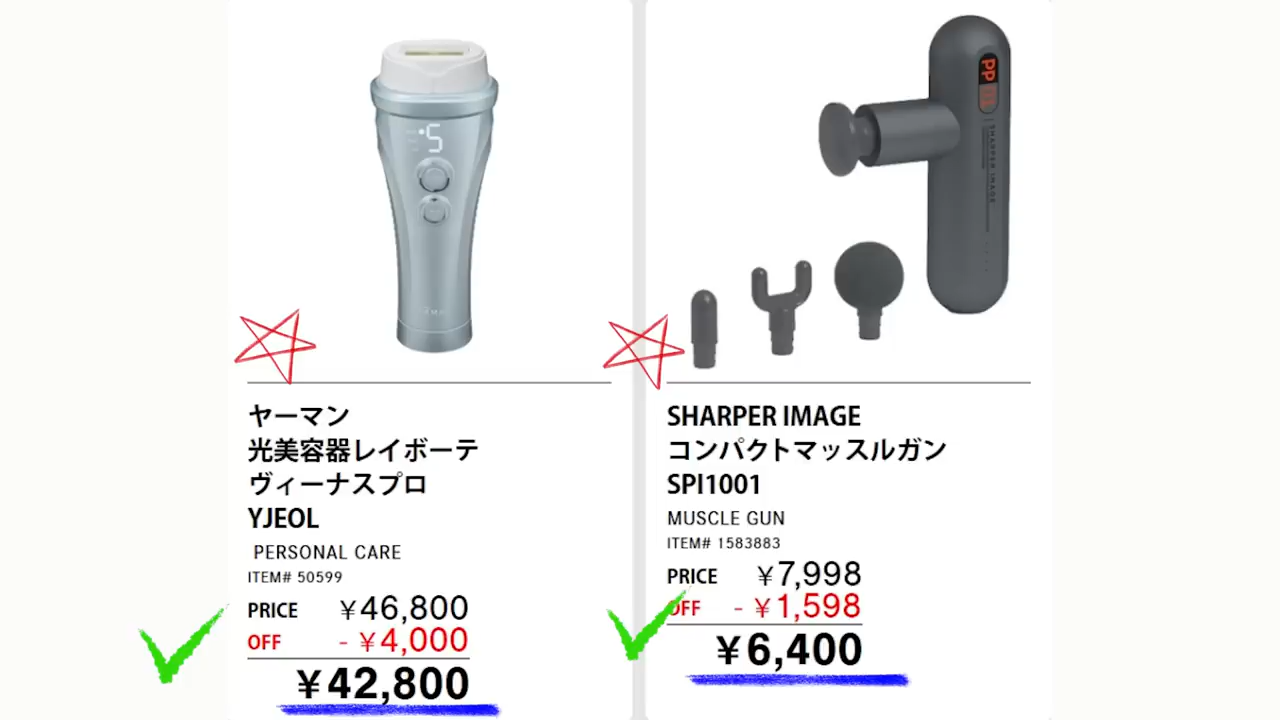 ヤーマン
光美容器レイボーテ
ヴィーナスプロ
YJEOL
PERSONAL CARE
ITEM# 50599
PRICE ¥46,800
OFF - ¥4,000
¥42,800
SHARPER IMAGE
SHARPER IMAGE
コンパクトマッスルガン
SPI1001
MUSCLE GUN
ITEM# 1583883
PRICE ¥7,998
OFF - ¥1,598
¥6,400
5